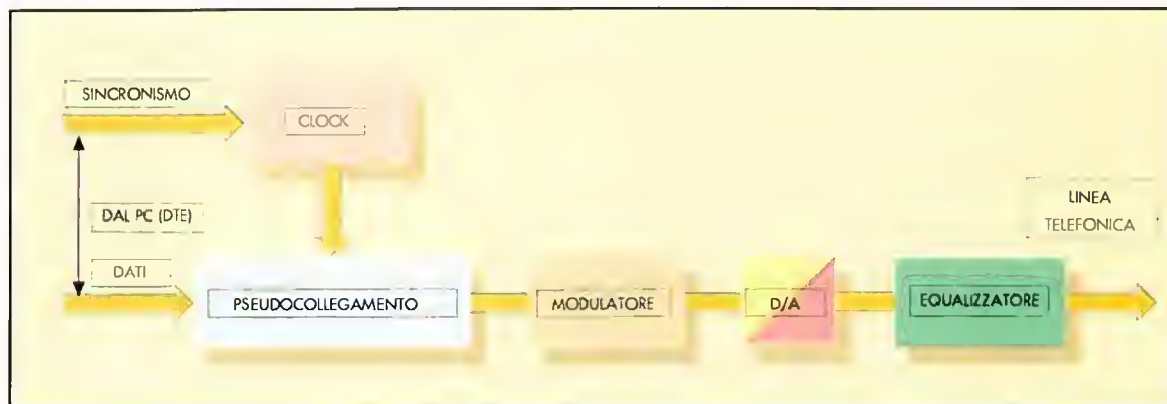 SINCRONISMO
CLOCK
DAL PC (DTE)
DATI
PSEUDOCOLLEGAMENTO
MODULATORE
D/A
EQUALIZZATORE
LINEA
TELEFONICA